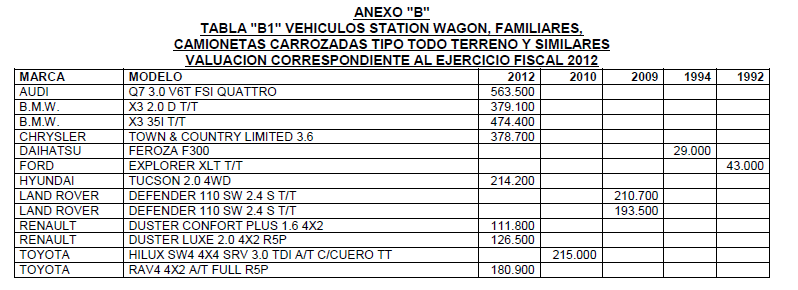 ANEXO "B"
TABLA "B1" VEHICULOS STATION WAGON, FAMILIARES,
CAMIONETAS CARROZADAS TIPO TODO TERRENO Y SIMILARES
VALUACION CORRESPONDIENTE AL EJERCICIO FISCAL 2012
MARCA MODELO 2012 2010 2009 1994 1992
AUDI Q7 3.0 V6T FSI QUATTRO 563.500
B.M.W. X3 2.0 D T/T 379.100
B.M.W. X3 35I T/T 474.400
CHRYSLER TOWN & COUNTRY LIMITED 3.6 378.700
DAIHATSU FEROZA F300 29.000
FORD EXPLORER XLT T/T 43.000
HYUNDAI TUCSON 2.0 4WD 214.200
LAND ROVER DEFENDER 110 SW 2.4 S T/T 210.700
LAND ROVER DEFENDER 110 SW 2.4 S T/T 193.500
RENAULT DUSTER CONFORT PLUS 1.6 4X2 111.800
RENAULT DUSTER LUXE 2.0 4X2 R5P 126.500
TOYOTA HILUX SW4 4X4 SRV 3.0 TDI A/T C/CUERO TT 215.000
TOYOTA RAV4 4X2 A/T FULL R5P 180.900